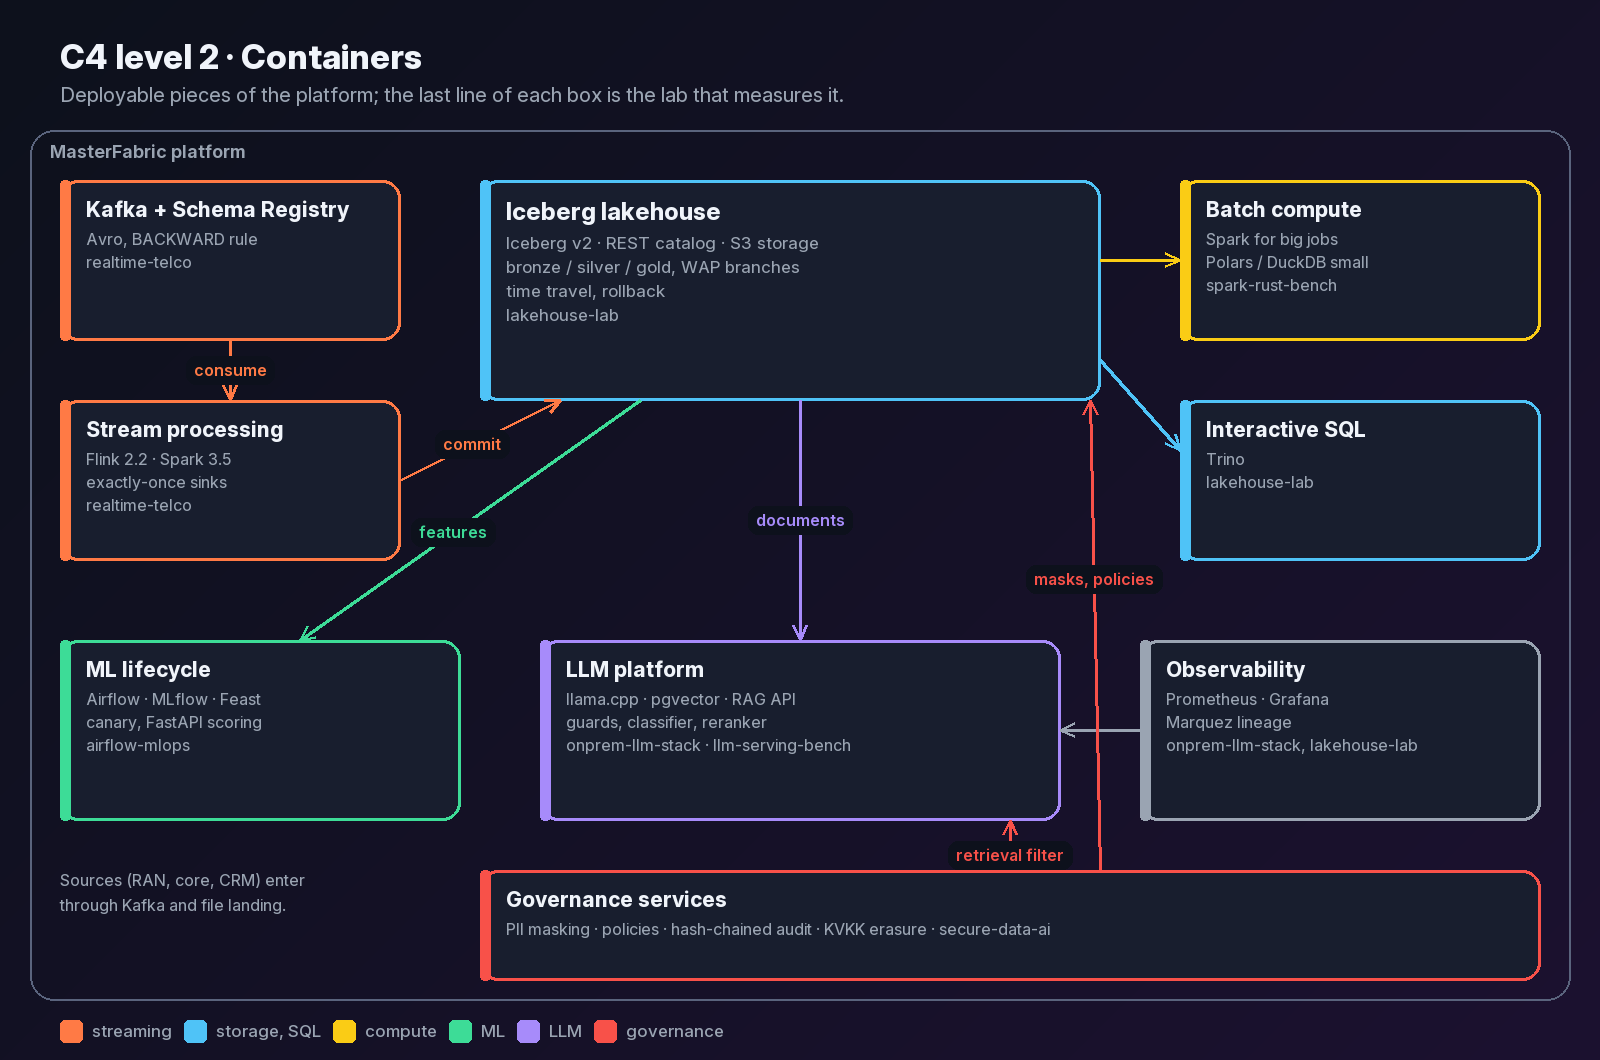 C4 level 2 · Containers
Deployable pieces of the platform; the last line of each box is the lab that measures it.
MasterFabric platform
Kafka + Schema Registry
Avro, BACKWARD rule
realtime-telco
Iceberg lakehouse
Iceberg v2 · REST catalog · S3 storage
bronze / silver / gold, WAP branches
time travel, rollback
lakehouse-lab
Batch compute
Spark for big jobs
Polars / DuckDB small
spark-rust-bench
consume
Stream processing
Flink 2.2 · Spark 3.5
exactly-once sinks
realtime-telco
commit
Interactive SQL
Trino
lakehouse-lab
features
documents
masks, policies
ML lifecycle
Airflow · MLflow · Feast
canary, FastAPI scoring
airflow-mlops
LLM platform
llama.cpp · pgvector · RAG API
guards, classifier, reranker
onprem-llm-stack · llm-serving-bench
Observability
Prometheus · Grafana
Marquez lineage
onprem-llm-stack, lakehouse-lab
retrieval filter
Sources (RAN, core, CRM) enter
through Kafka and file landing.
Governance services
PII masking · policies · hash-chained audit · KVKK erasure · secure-data-ai
streaming
storage, SQL
compute
ML
LLM
governance